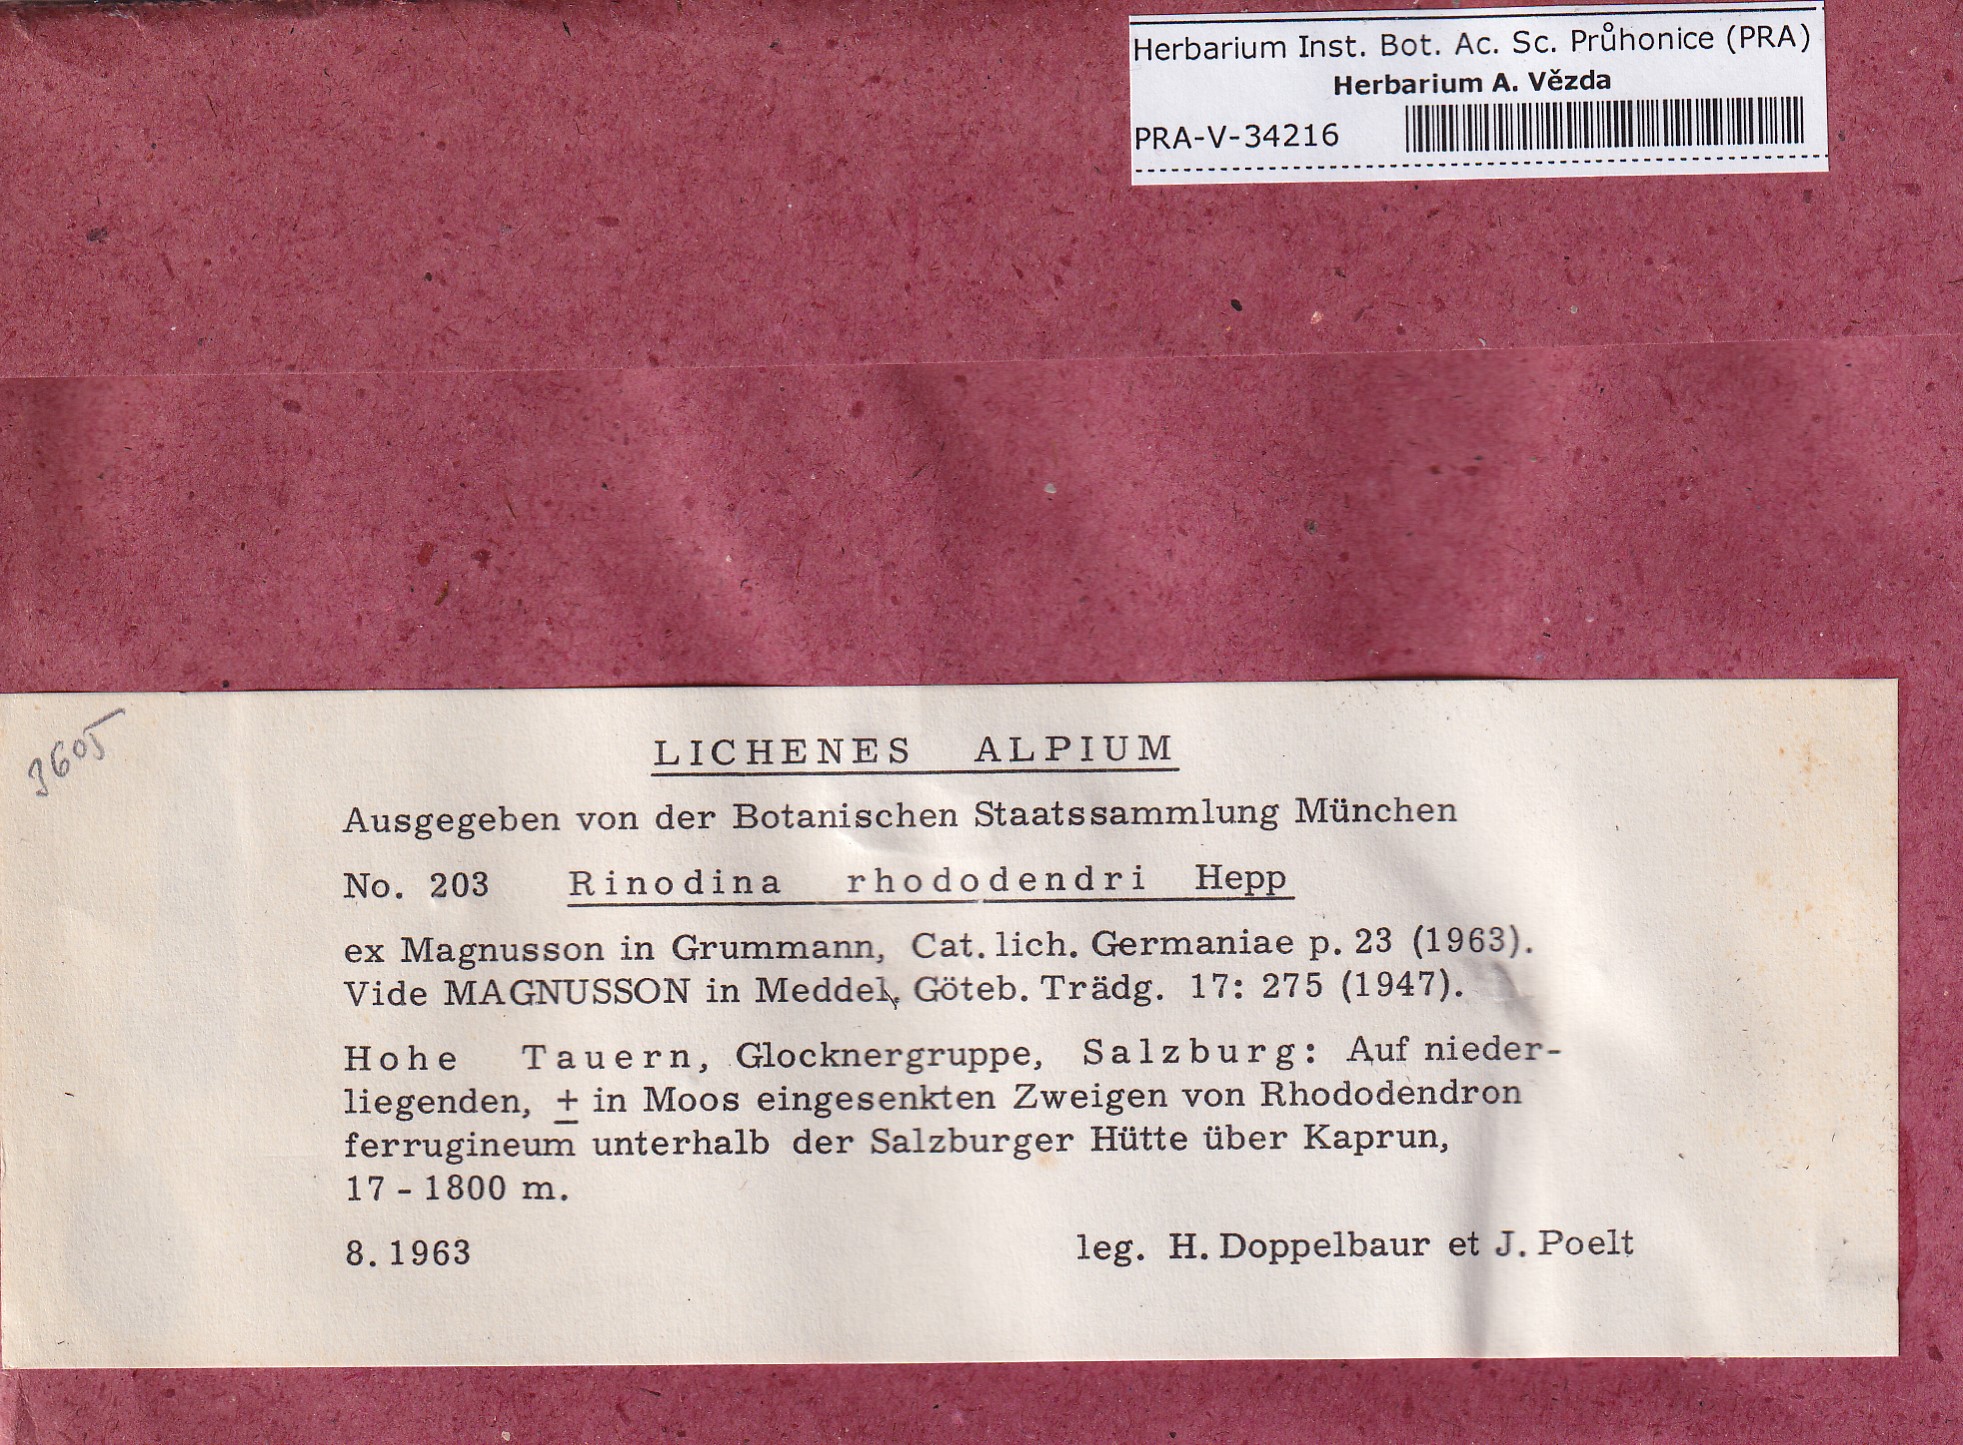 Herbarium Inst. Bot. Ac. Sc. Průhonice (PRA)
Herbarium A. Vězda
PRA-V-34216
3605
LICHENES ALPIUM
Ausgegeben von der Botanischen Staatssammlung München
No. 203 Rinodina rhododendri Hepp
ex Magnusson in Grummann, Cat. lich. Germaniae p. 23 (1963).
Vide MAGNUSSON in Meddel. Göteb. Trädg. 17: 275 (1947).
Hohe Tauern, Glocknergruppe, Salzburg: Auf nieder-
liegenden, ± in Moos eingesenkten Zweigen von Rhododendron
ferrugineum unterhalb der Salzburger Hütte über Kaprun,
17 - 1800 m.
8. 1963 leg. H. Doppelbaur et J. Poelt